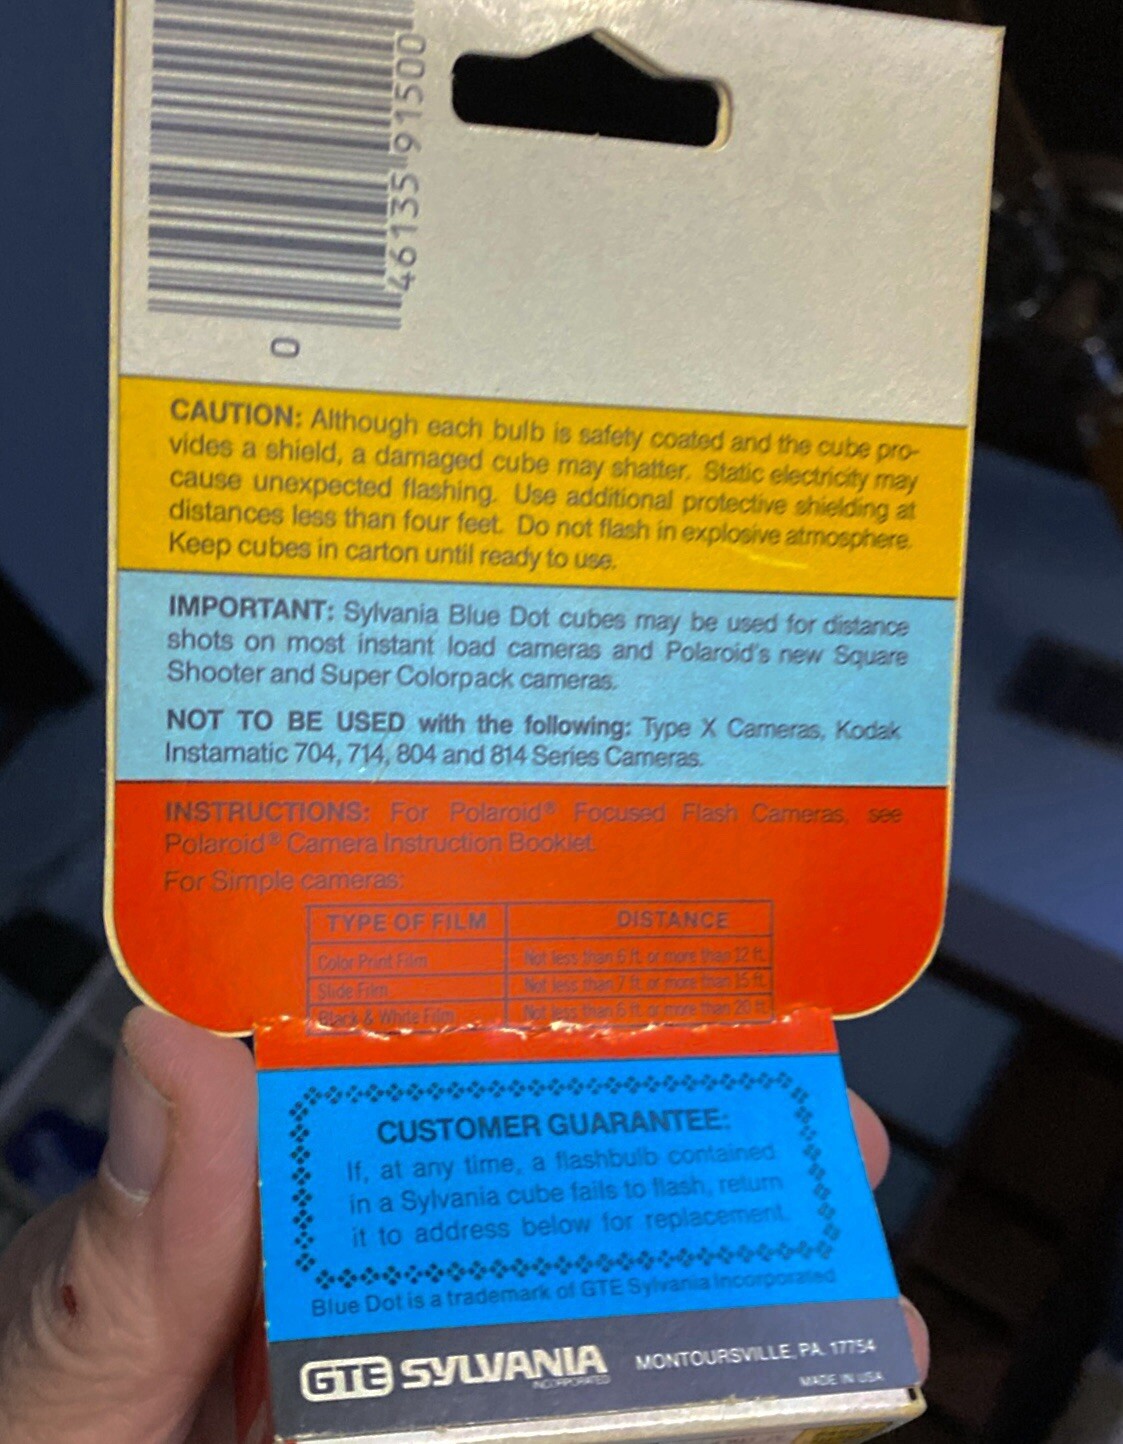 46135 91500
0
CAUTION: Although each bulb is safety coated and the cube pro-
vides a shield, a damaged cube may shatter. Static electricity may
cause unexpected flashing. Use additional protective shielding at
distances less than four feet. Do not flash in explosive atmosphere.
Keep cubes in carton until ready to use.
IMPORTANT: Sylvania Blue Dot cubes may be used for distance
shots on most instant load cameras and Polaroid's new Square
Shooter and Super Colorpack cameras.
NOT TO BE USED with the following: Type X Cameras, Kodak
Instamatic 704, 714, 804 and 814 Series Cameras.
INSTRUCTIONS: For Polaroid® Focused Flash Cameras, see
Polaroid® Camera Instruction Booklet.
For Simple cameras:
TYPE OF FILM DISTANCE
Color Print Film Not less than 6 ft. or more than 12 ft.
Slide Film Not less than 7 ft. or more than 15 ft.
Black & White Film Not less than 6 ft. or more than 20 ft.
CUSTOMER GUARANTEE:
If, at any time, a flashbulb contained
in a Sylvania cube fails to flash, return
it to address below for replacement.
Blue Dot is a trademark of GTE Sylvania Incorporated
GTE SYLVANIA MONTOURSVILLE, PA. 17754
INCORPORATED MADE IN USA